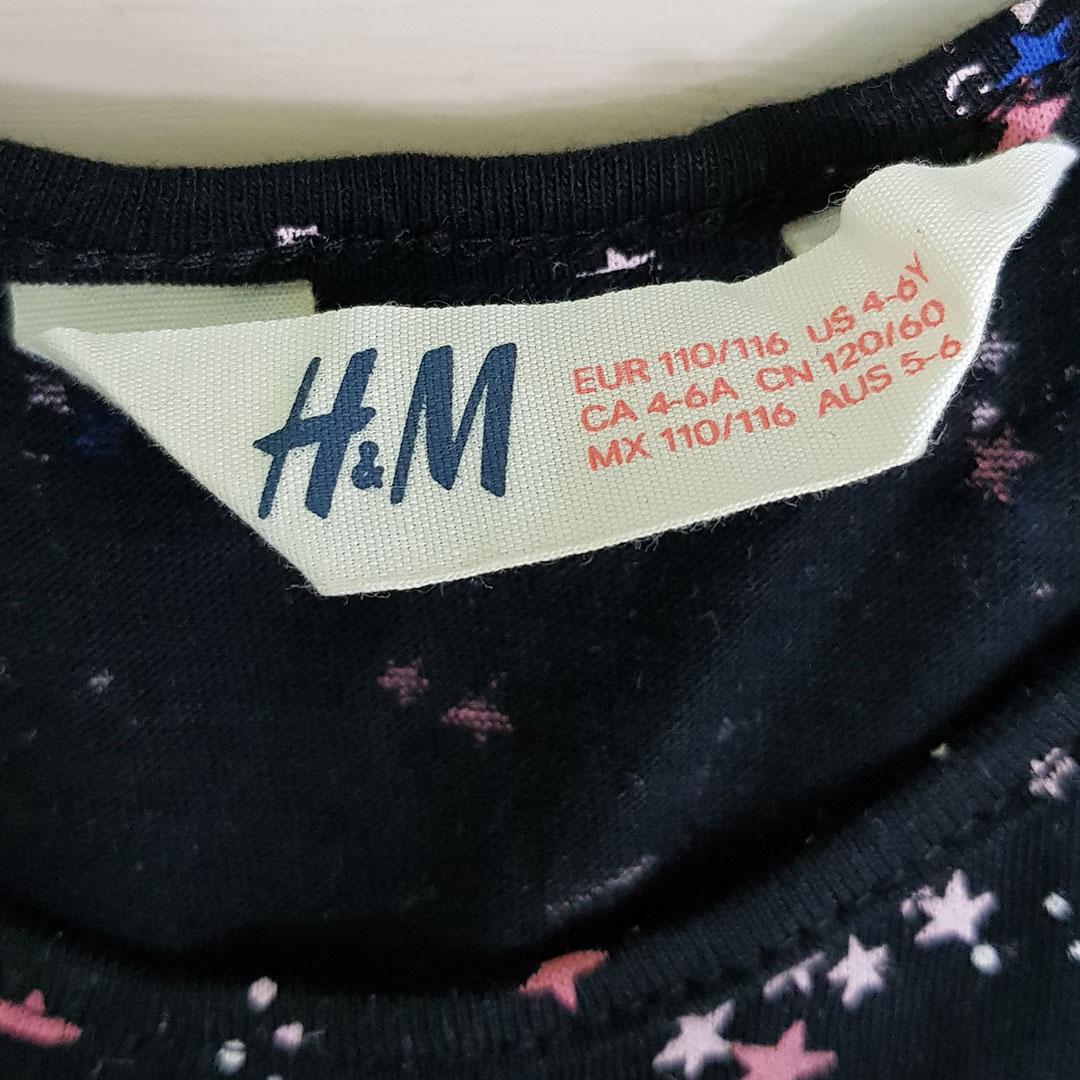 H&M
EUR 110/116 US 4-6Y
CA 4-6A CN 120/60
MX 110/116 AUS 5-6